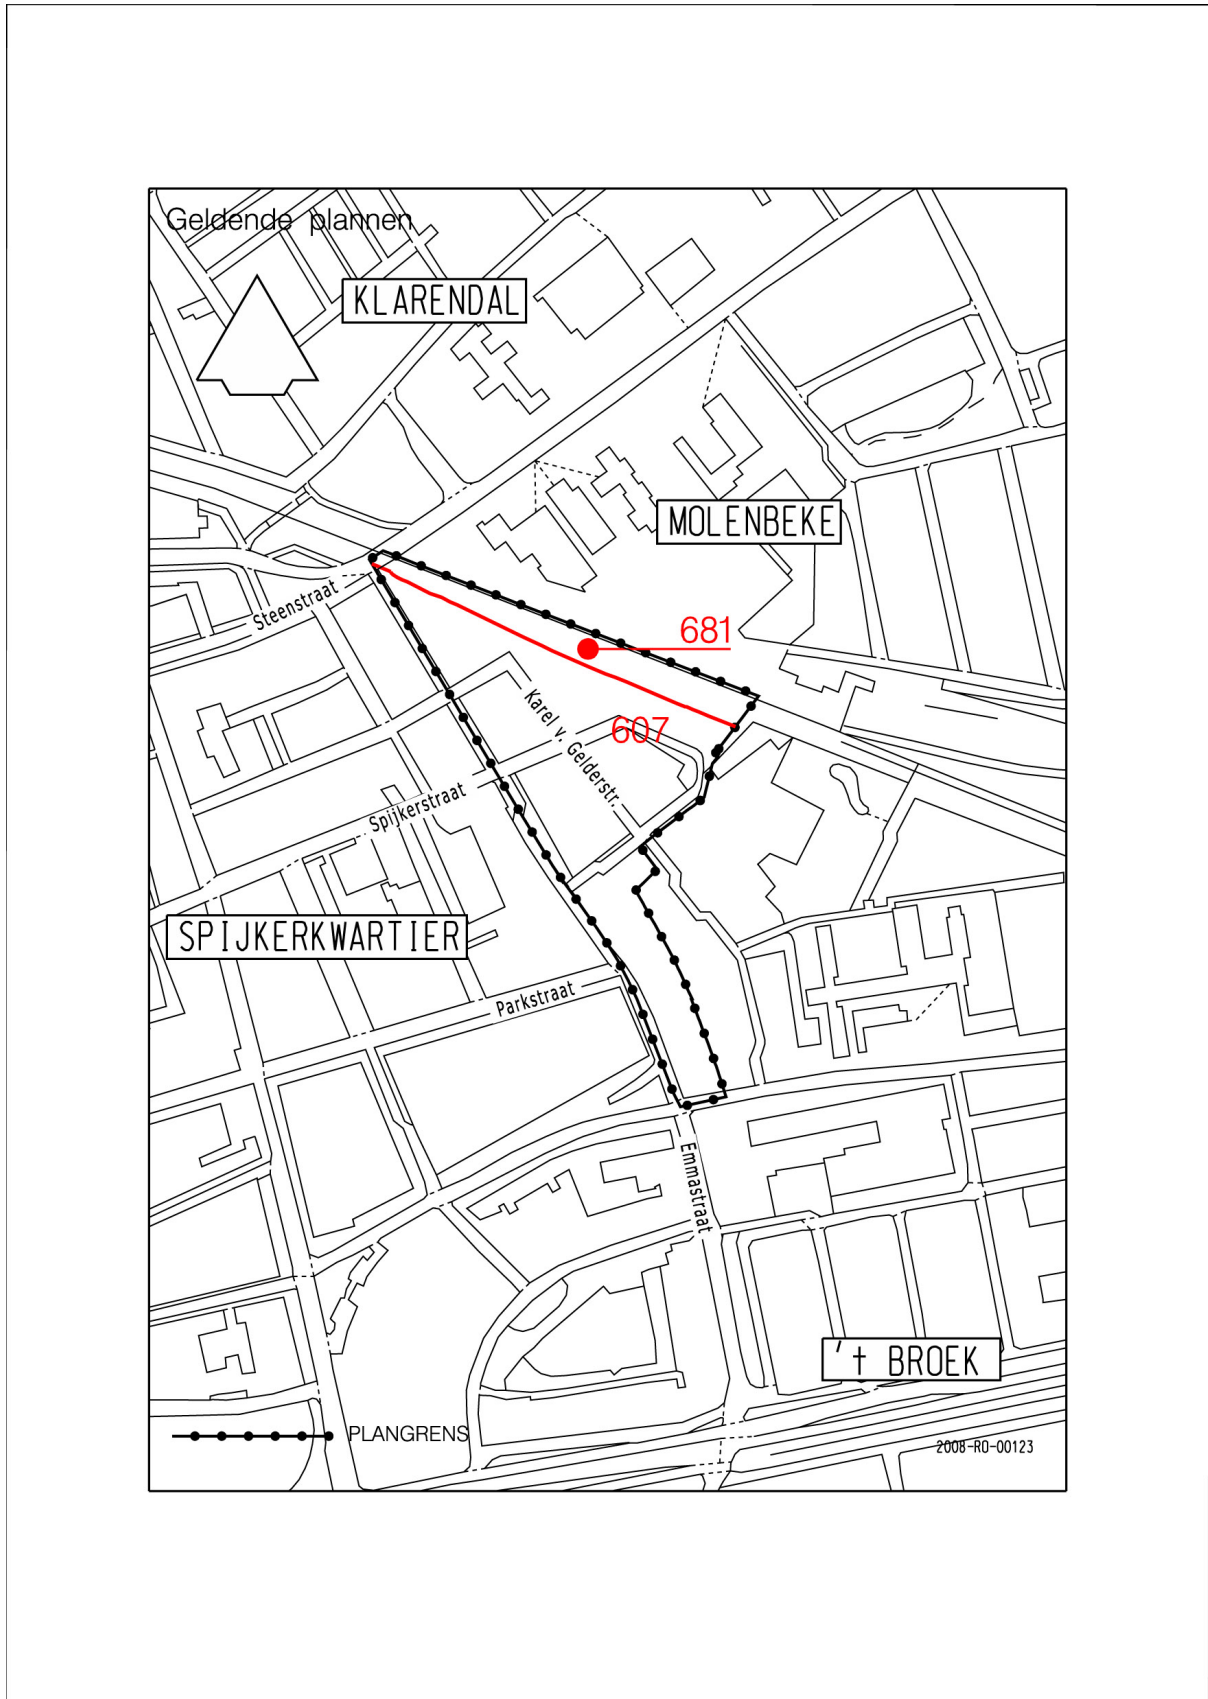 Geldende plannen
KLARENDAL
MOLENBEKE
Steenstraat
681
Karel v. Gelderstr.
607
Spijkerstraat
SPIJKERKWARTIER
Parkstraat
Emmastraat
't BROEK
PLANGRENS
2008-RO-00123